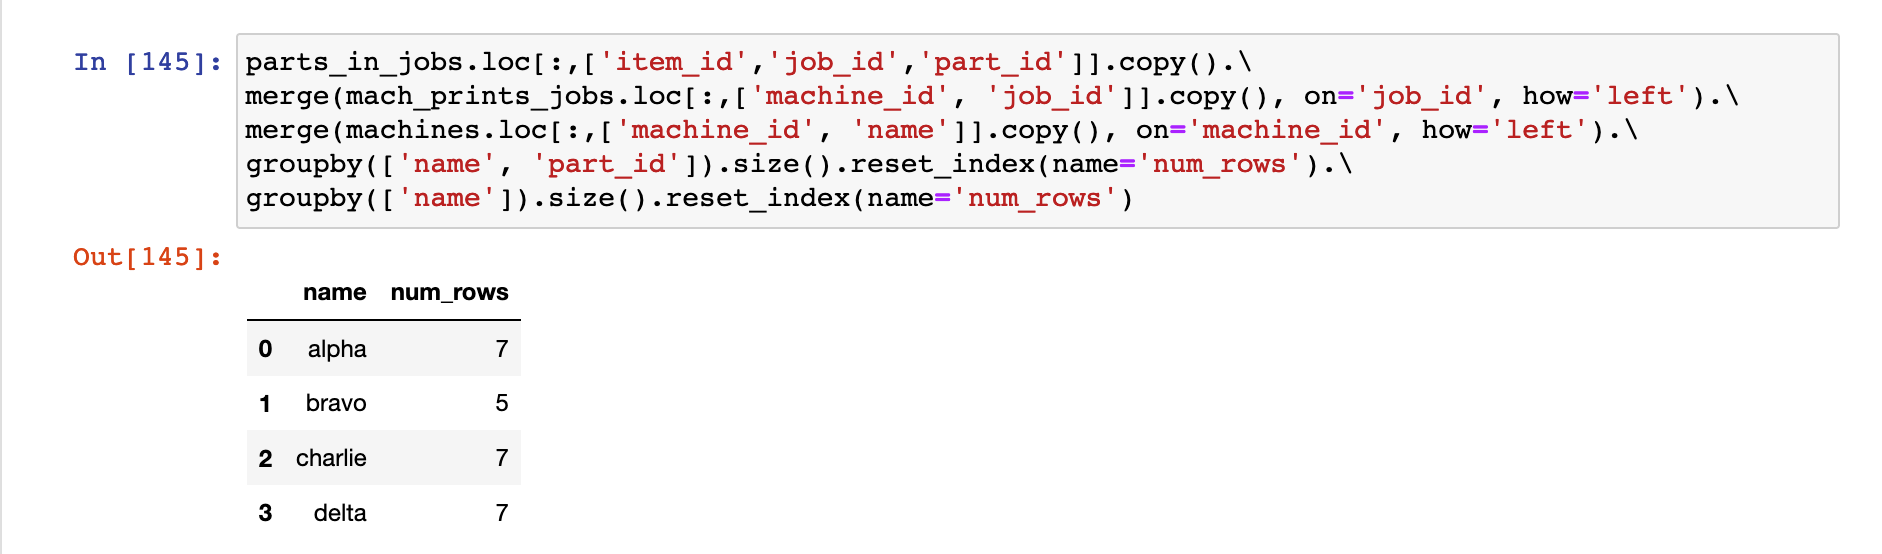 In [145]: parts_in_jobs.loc[:,['item_id','job_id','part_id']].copy().\
merge(mach_prints_jobs.loc[:,['machine_id', 'job_id']].copy(), on='job_id', how='left').\
merge(machines.loc[:,['machine_id', 'name']].copy(), on='machine_id', how='left').\
groupby(['name', 'part_id']).size().reset_index(name='num_rows').\
groupby(['name']).size().reset_index(name='num_rows')
Out[145]:
name num_rows
0 alpha 7
1 bravo 5
2 charlie 7
3 delta 7